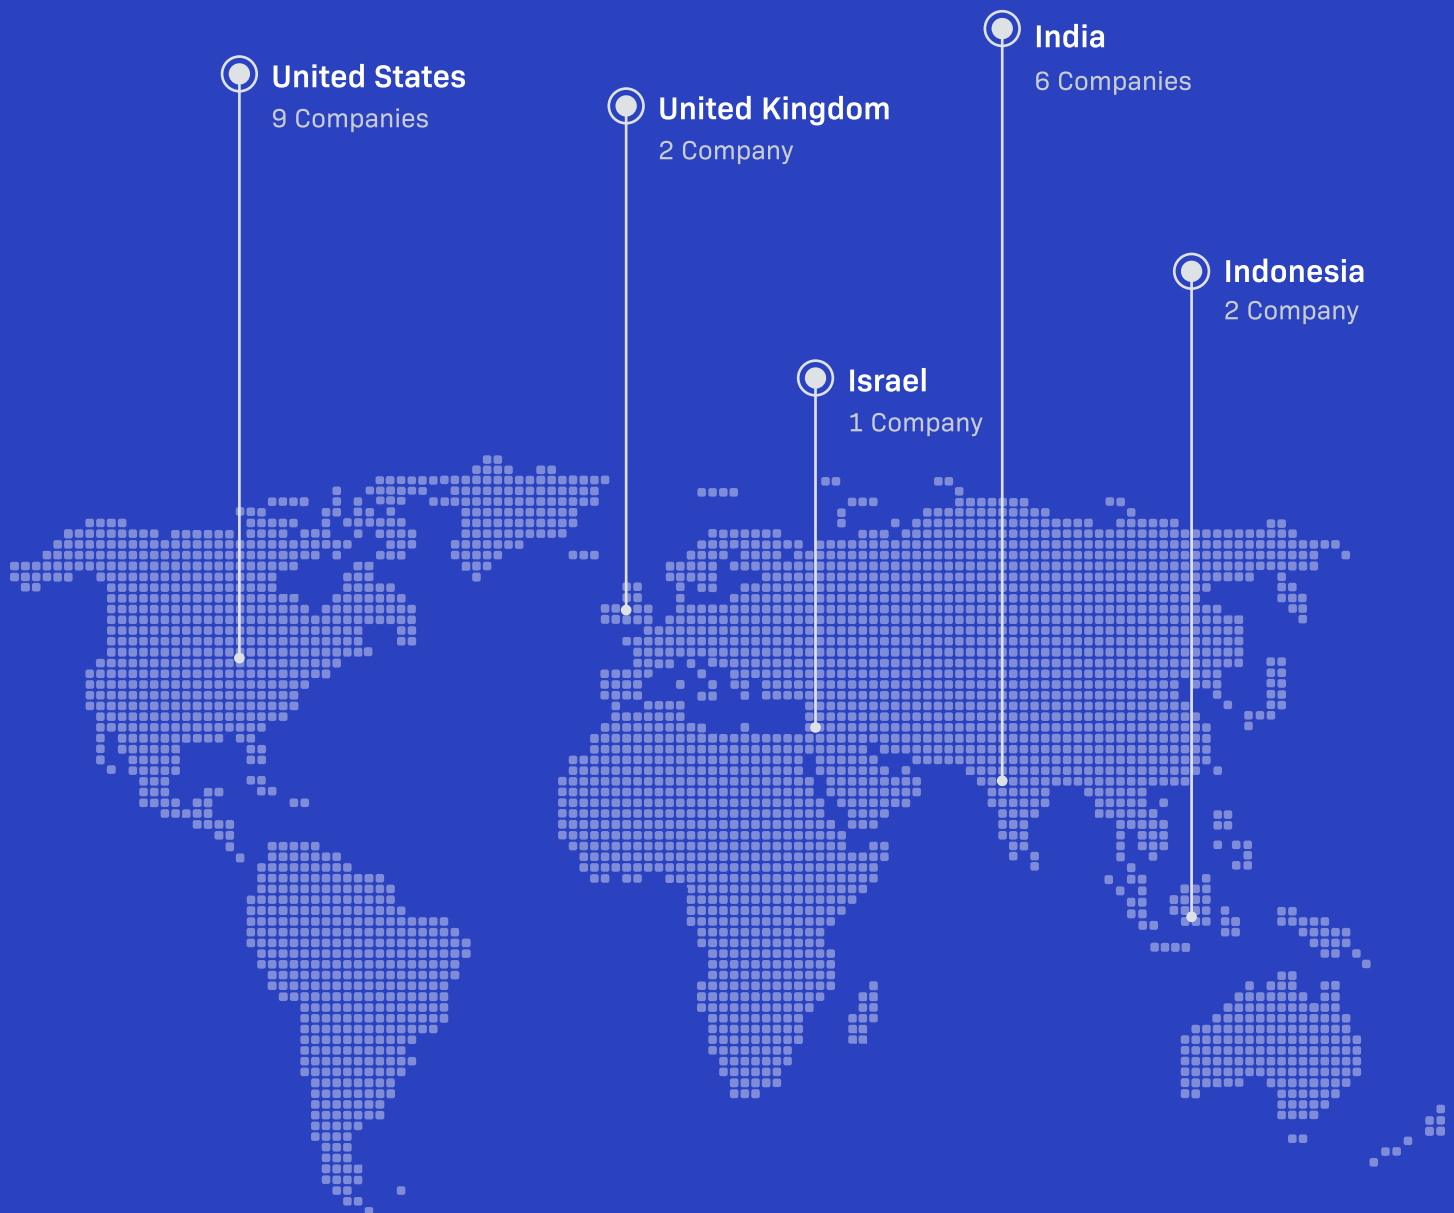 United States
9 Companies
United Kingdom
2 Company
India
6 Companies
Indonesia
2 Company
Israel
1 Company